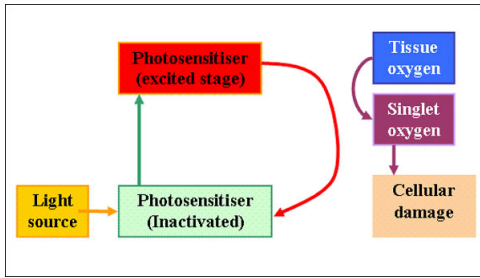 Photosensitiser
(excited stage)
Tissue
oxygen
Singlet
oxygen
Light
source
Photosensitiser
(Inactivated)
Cellular
damage